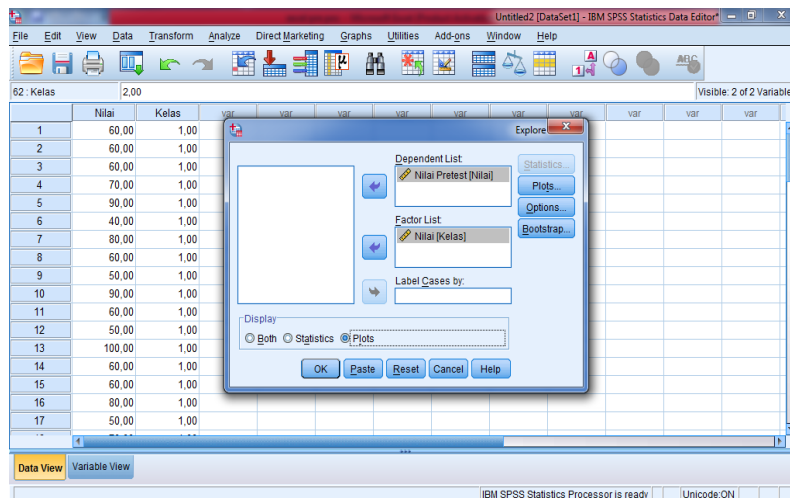 Untitled2 [DataSet1] - IBM SPSS Statistics Data Editor*
File Edit View Data Transform Analyze Direct Marketing Graphs Utilities Add-ons Window Help
62 : Kelas 2,00 Visible: 2 of 2 Variable
Nilai Kelas var var var var var var var var var var
1 60,00 1,00
2 60,00 1,00
3 60,00 1,00
4 70,00 1,00
5 90,00 1,00
6 40,00 1,00
7 80,00 1,00
8 60,00 1,00
9 50,00 1,00
10 90,00 1,00
11 60,00 1,00
12 50,00 1,00
13 100,00 1,00
14 60,00 1,00
15 60,00 1,00
16 80,00 1,00
17 50,00 1,00
Explore
Dependent List:
Nilai Pretest [Nilai]
Factor List:
Nilai [Kelas]
Label Cases by:
Statistics...
Plots...
Options...
Bootstrap...
Display
Both Statistics Plots
OK Paste Reset Cancel Help
Data View Variable View
IBM SPSS Statistics Processor is ready Unicode:ON